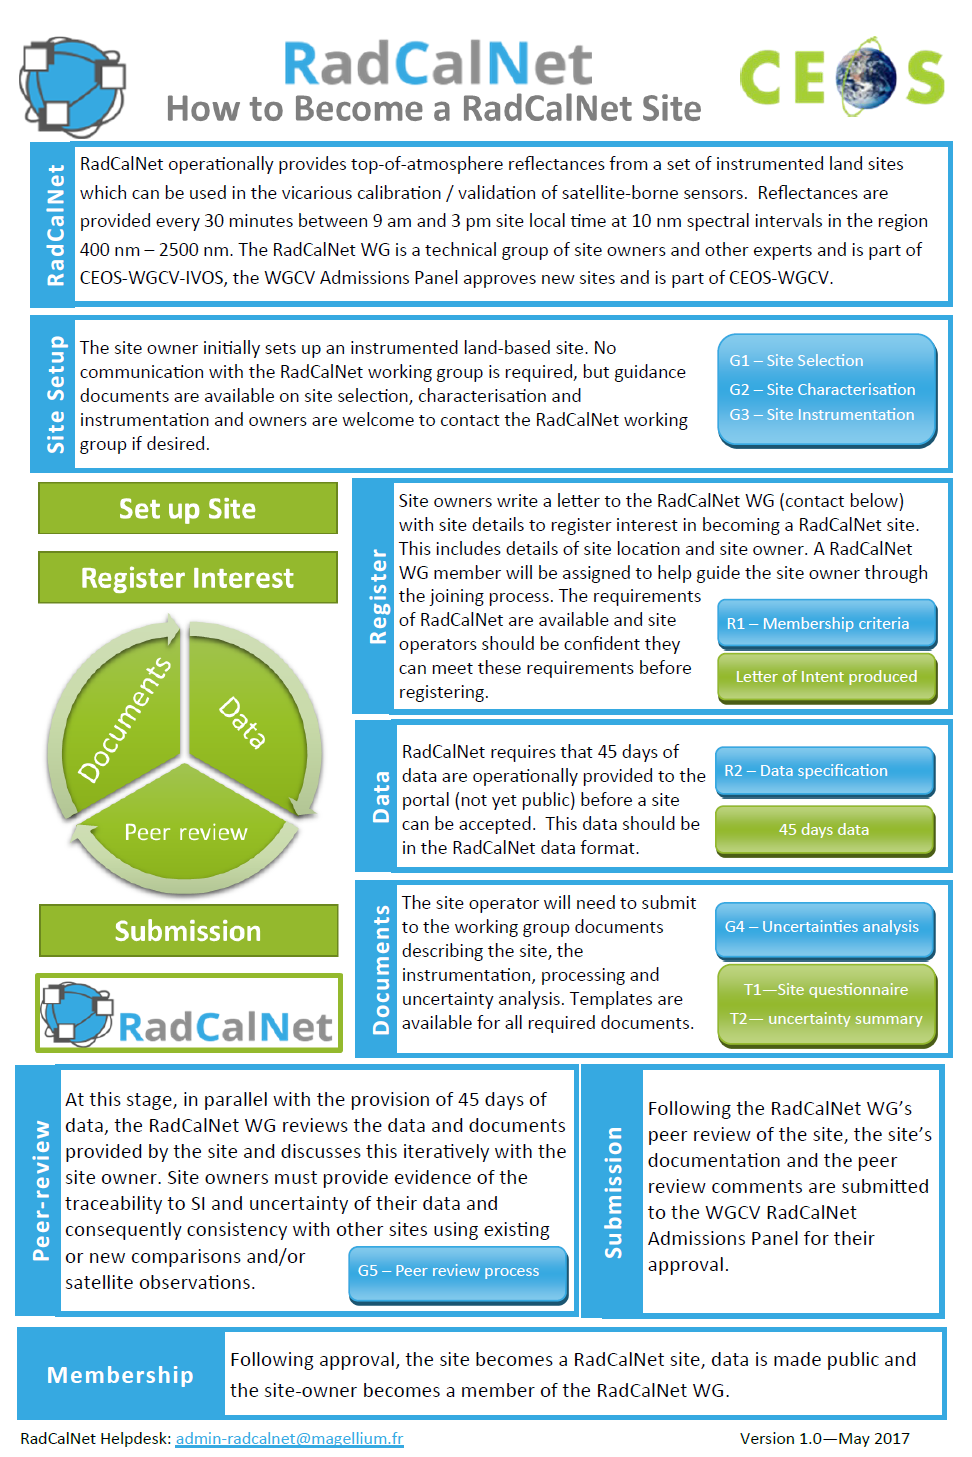 RadCalNet
CEOS
How to Become a RadCalNet Site
RadCalNet
RadCalNet operationally provides top-of-atmosphere reflectances from a set of instrumented land sites
which can be used in the vicarious calibration / validation of satellite-borne sensors. Reflectances are
provided every 30 minutes between 9 am and 3 pm site local time at 10 nm spectral intervals in the region
400 nm – 2500 nm. The RadCalNet WG is a technical group of site owners and other experts and is part of
CEOS-WGCV-IVOS, the WGCV Admissions Panel approves new sites and is part of CEOS-WGCV.
Site Setup
The site owner initially sets up an instrumented land-based site. No
communication with the RadCalNet working group is required, but guidance
documents are available on site selection, characterisation and
instrumentation and owners are welcome to contact the RadCalNet working
group if desired.
G1 – Site Selection
G2 – Site Characterisation
G3 – Site Instrumentation
Set up Site
Register Interest
Documents
Data
Peer review
Submission
RadCalNet
Register
Site owners write a letter to the RadCalNet WG (contact below)
with site details to register interest in becoming a RadCalNet site.
This includes details of site location and site owner. A RadCalNet
WG member will be assigned to help guide the site owner through
the joining process. The requirements
of RadCalNet are available and site
operators should be confident they
can meet these requirements before
registering.
R1 – Membership criteria
Letter of Intent produced
Data
RadCalNet requires that 45 days of
data are operationally provided to the
portal (not yet public) before a site
can be accepted. This data should be
in the RadCalNet data format.
R2 – Data specification
45 days data
Documents
The site operator will need to submit
to the working group documents
describing the site, the
instrumentation, processing and
uncertainty analysis. Templates are
available for all required documents.
G4 – Uncertainties analysis
T1—Site questionnaire
T2— uncertainty summary
Peer-review
At this stage, in parallel with the provision of 45 days of
data, the RadCalNet WG reviews the data and documents
provided by the site and discusses this iteratively with the
site owner. Site owners must provide evidence of the
traceability to SI and uncertainty of their data and
consequently consistency with other sites using existing
or new comparisons and/or
satellite observations.
G5 – Peer review process
Submission
Following the RadCalNet WG’s
peer review of the site, the site’s
documentation and the peer
review comments are submitted
to the WGCV RadCalNet
Admissions Panel for their
approval.
Membership
Following approval, the site becomes a RadCalNet site, data is made public and
the site-owner becomes a member of the RadCalNet WG.
RadCalNet Helpdesk: admin-radcalnet@magellium.fr
Version 1.0—May 2017